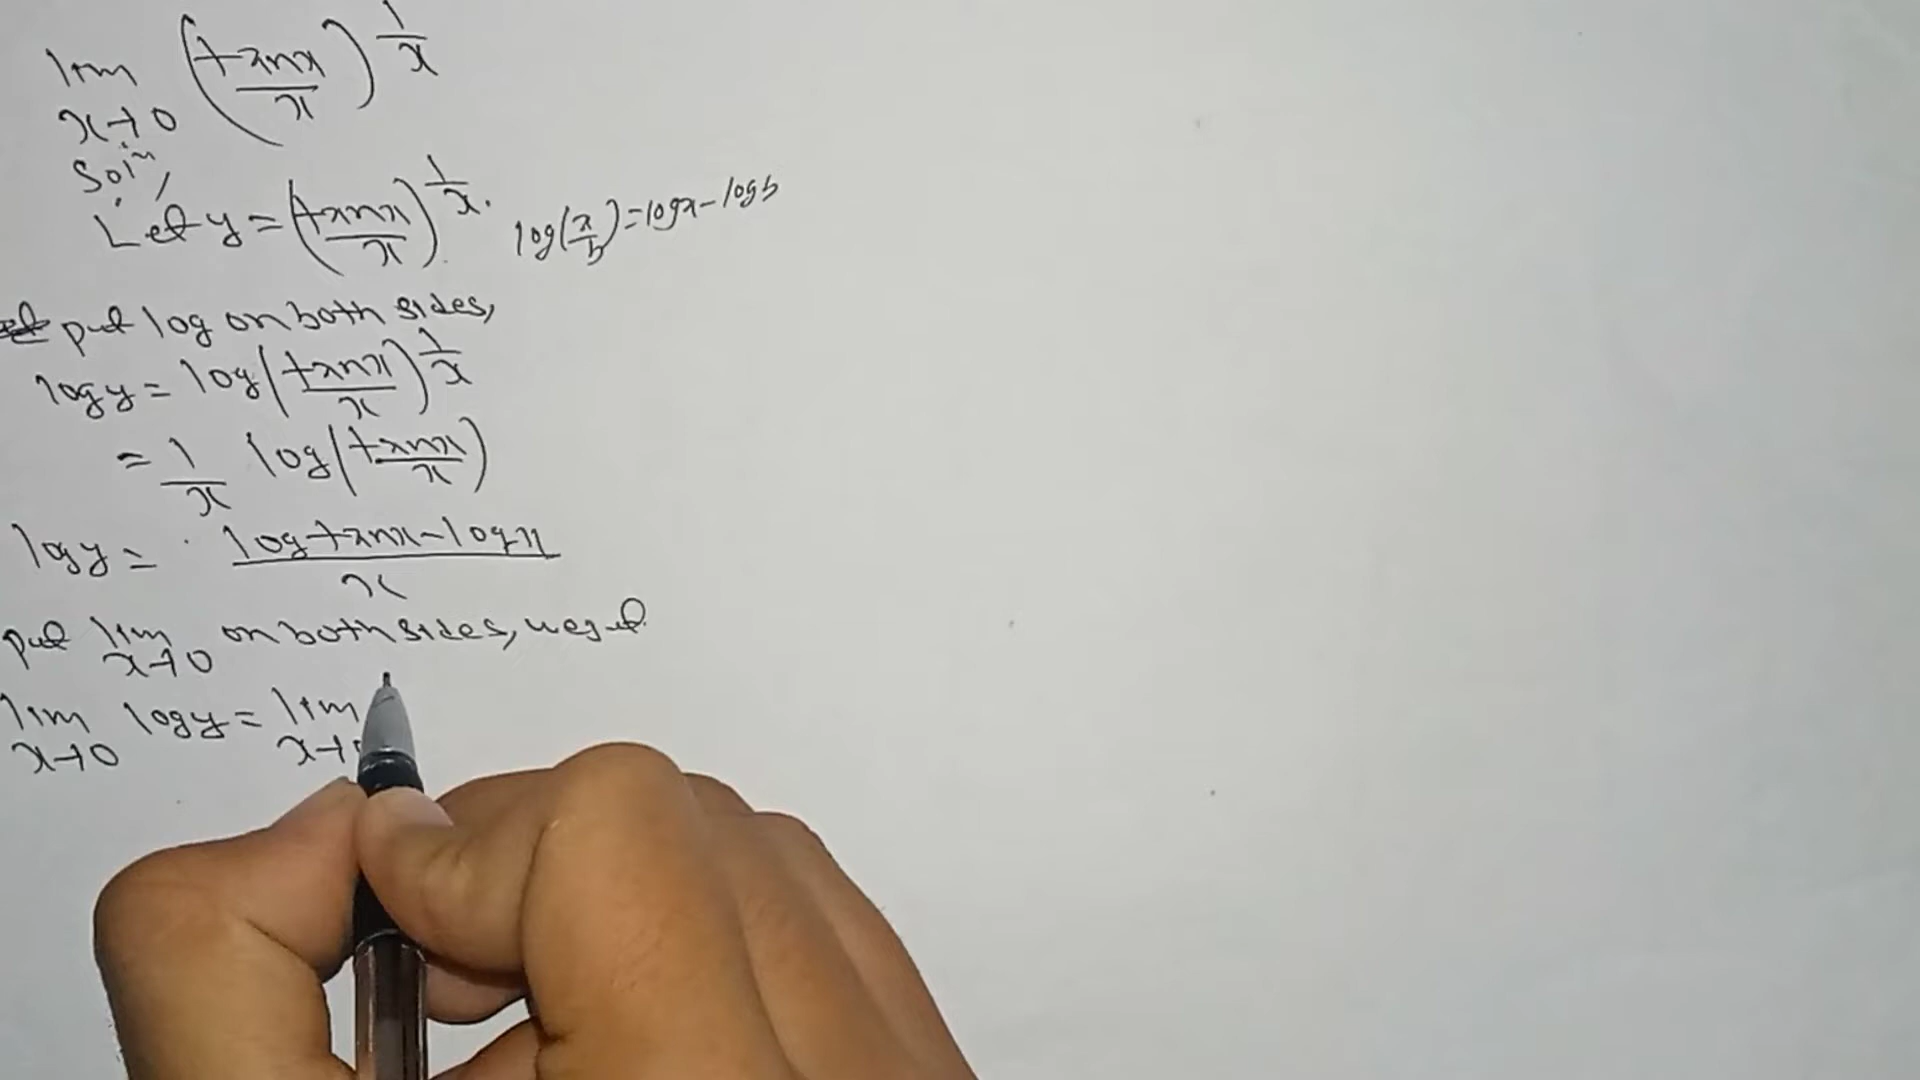 lim x→0 (tanx/x)^1/x
Soln,
Let y = (tanx/x)^1/x.
log(a/b) = loga - logb
put log on both sides,
logy = log(tanx/x)^1/x
= 1/x log(tanx/x)
logy = logtanx - logx / x
put lim x→0 on both sides, we get
lim x→0 logy = lim x→0